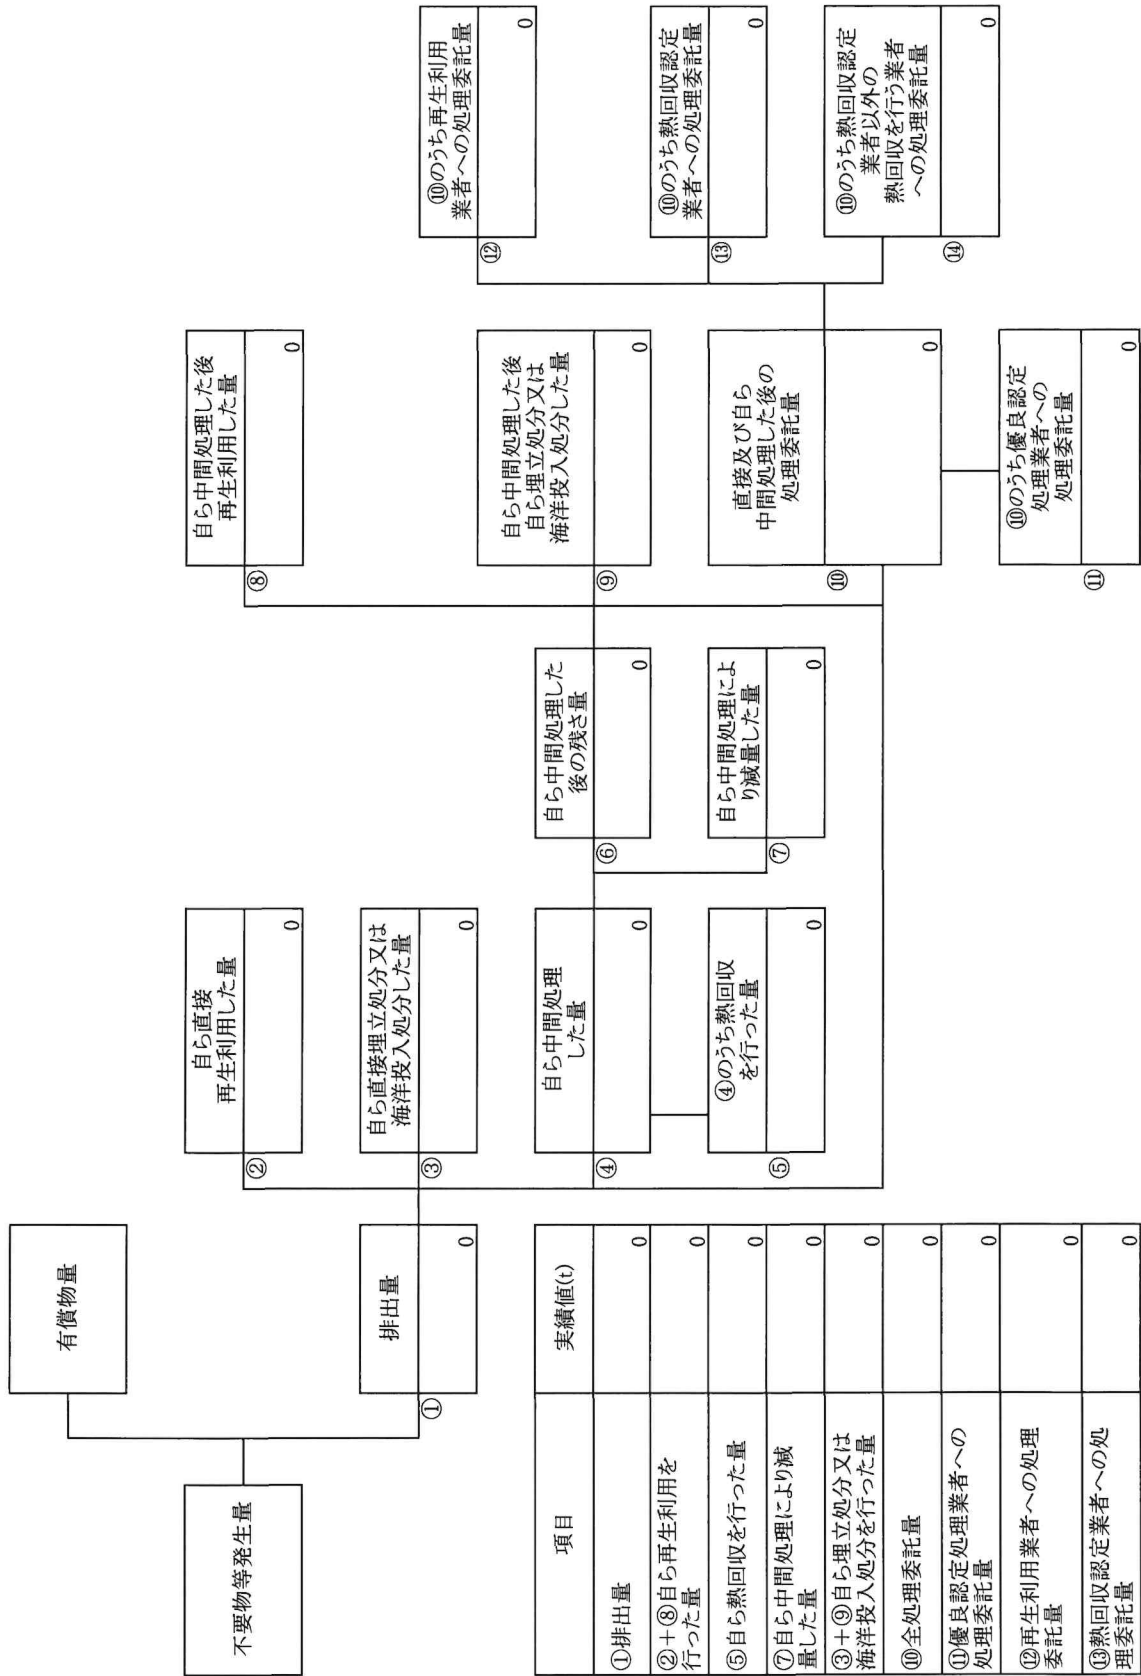 不要物等発生量
有償物量
排出量
①
0
自ら直接
再生利用した量
②
0
自ら直接埋立処分又は
海洋投入処分した量
③
0
自ら中間処理
した量
④
0
④のうち熱回収
を行った量
⑤
0
自ら中間処理した
後の残さ量
⑥
0
自ら中間処理によ
り減量した量
⑦
0
自ら中間処理した後
再生利用した量
⑧
0
自ら中間処理した後
自ら埋立処分又は
海洋投入処分した量
⑨
0
直接及び自ら
中間処理した後の
処理委託量
⑩
0
⑩のうち優良認定
処理業者への
処理委託量
⑪
0
⑩のうち再生利用
業者への処理委託量
⑫
0
⑩のうち熱回収認定
業者への処理委託量
⑬
0
⑩のうち熱回収認定
業者以外の
熱回収を行う業者
への処理委託量
⑭
0
項目 実績値(t)
①排出量 0
②+⑧自ら再生利用を
行った量 0
⑤自ら熱回収を行った量 0
⑦自ら中間処理により減
量した量 0
③+⑨自ら埋立処分又は
海洋投入処分を行った量 0
⑩全処理委託量 0
⑪優良認定処理業者への
処理委託量 0
⑫再生利用業者への処理
委託量 0
⑬熱回収認定業者への処
理委託量 0